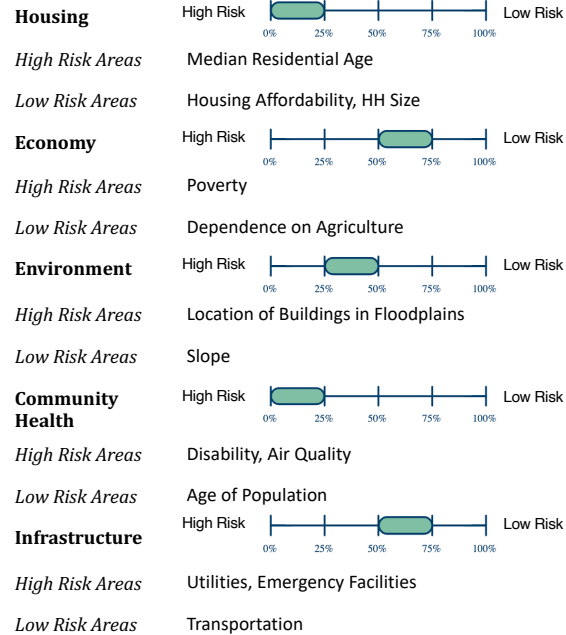 Housing High Risk Low Risk
0% 25% 50% 75% 100%
High Risk Areas Median Residential Age
Low Risk Areas Housing Affordability, HH Size
Economy High Risk Low Risk
0% 25% 50% 75% 100%
High Risk Areas Poverty
Low Risk Areas Dependence on Agriculture
Environment High Risk Low Risk
0% 25% 50% 75% 100%
High Risk Areas Location of Buildings in Floodplains
Low Risk Areas Slope
Community High Risk Low Risk
Health 0% 25% 50% 75% 100%
High Risk Areas Disability, Air Quality
Low Risk Areas Age of Population
Infrastructure High Risk Low Risk
0% 25% 50% 75% 100%
High Risk Areas Utilities, Emergency Facilities
Low Risk Areas Transportation